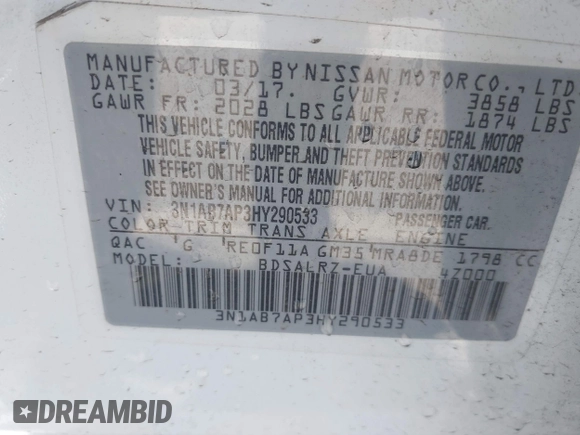 MANUFACTURED BY NISSAN MOTOR CO., LTD
DATE: 03/17. GVWR: 3858 LBS
GAWR FR: 2028 LBS GAWR RR: 1874 LBS
THIS VEHICLE CONFORMS TO ALL APPLICABLE FEDERAL MOTOR
VEHICLE SAFETY, BUMPER, AND THEFT PREVENTION STANDARDS
IN EFFECT ON THE DATE OF MANUFACTURE SHOWN ABOVE.
SEE OWNER'S MANUAL FOR ADDITIONAL INFORMATION.
VIN: 3N1AB7AP3HY290533 PASSENGER CAR
COLOR TRIM TRANS AXLE ENGINE
QAC G RE0F11A GM35 MRA8DE 1798 CC
MODEL: BDSALRZ-EUA 47000
3N1AB7AP3HY290533
DREAMBID